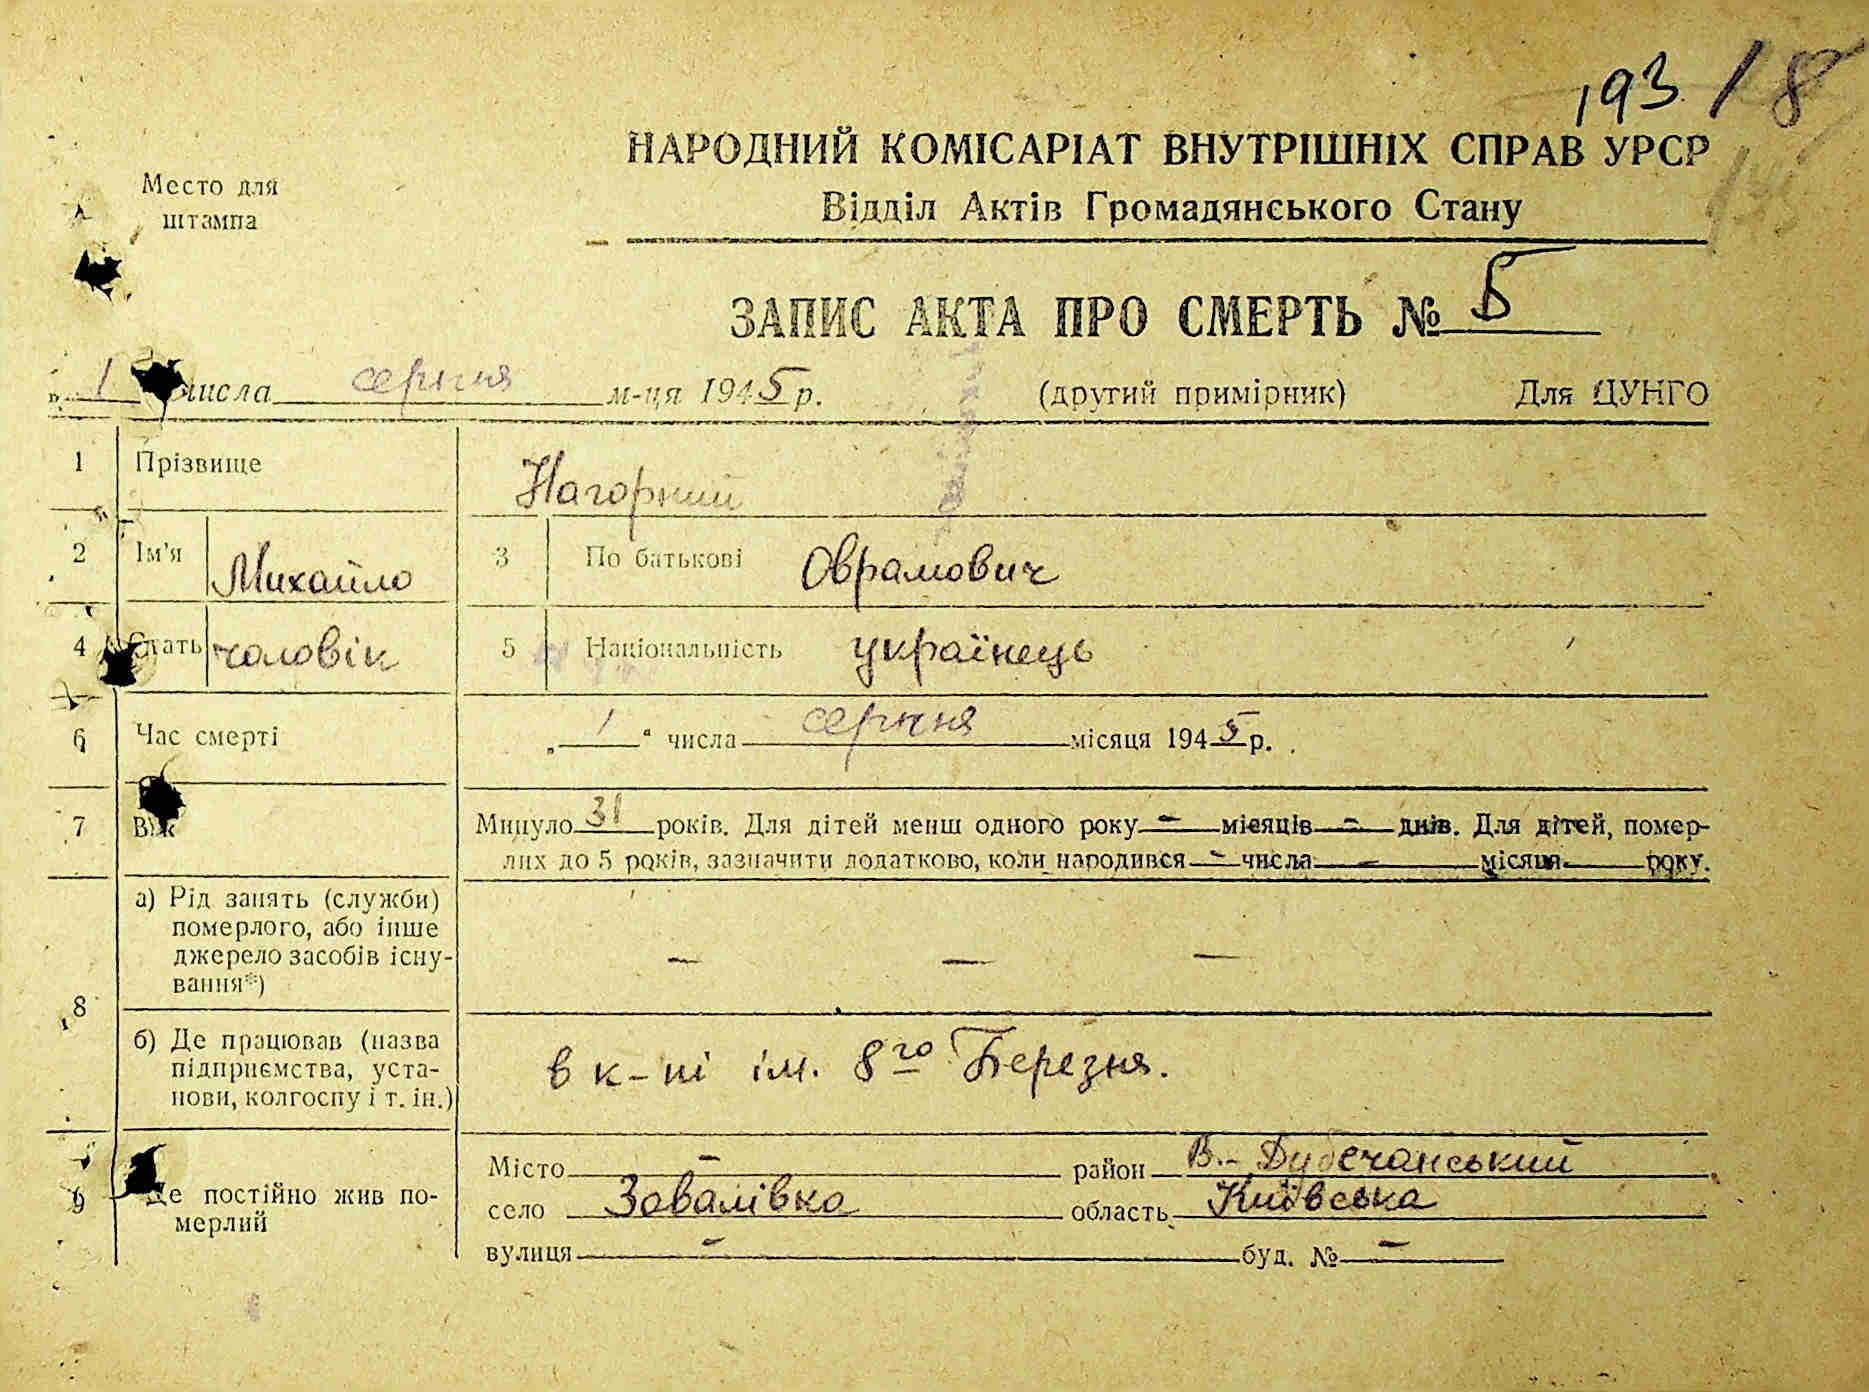 193 / 8
НАРОДНИЙ КОМІСАРІАТ ВНУТРІШНІХ СПРАВ УРСР
Место для
штампа
Відділ Актів Громадянського Стану
ЗАПИС АКТА ПРО СМЕРТЬ № 5
„ 1 числа серпня м-ця 1945 р. (другий примірник) Для ЦУНГО
1 Прізвище Нагорний
2 Ім'я Михайло 3 По батькові Оврамович
4 Стать чоловік 5 Національність українець
6 Час смерті „ 1 “ числа серпня місяця 1945 р.
7 Вік Минуло 31 років. Для дітей менш одного року - місяців - днів. Для дітей, помер-
лих до 5 років, зазначити додатково, коли народився - числа - місяця року.
8 а) Рід занять (служби)
померлого, або інше
джерело засобів існу-
вання*) — — —
б) Де працював (назва
підприємства, уста-
нови, колгоспу і т. ін.) в к-пі ім. 8го Березня.
9 Де постійно жив по-
мерлий
Місто - район В.-Дубечанський
село Завалівка область Київська
вулиця - буд. № -